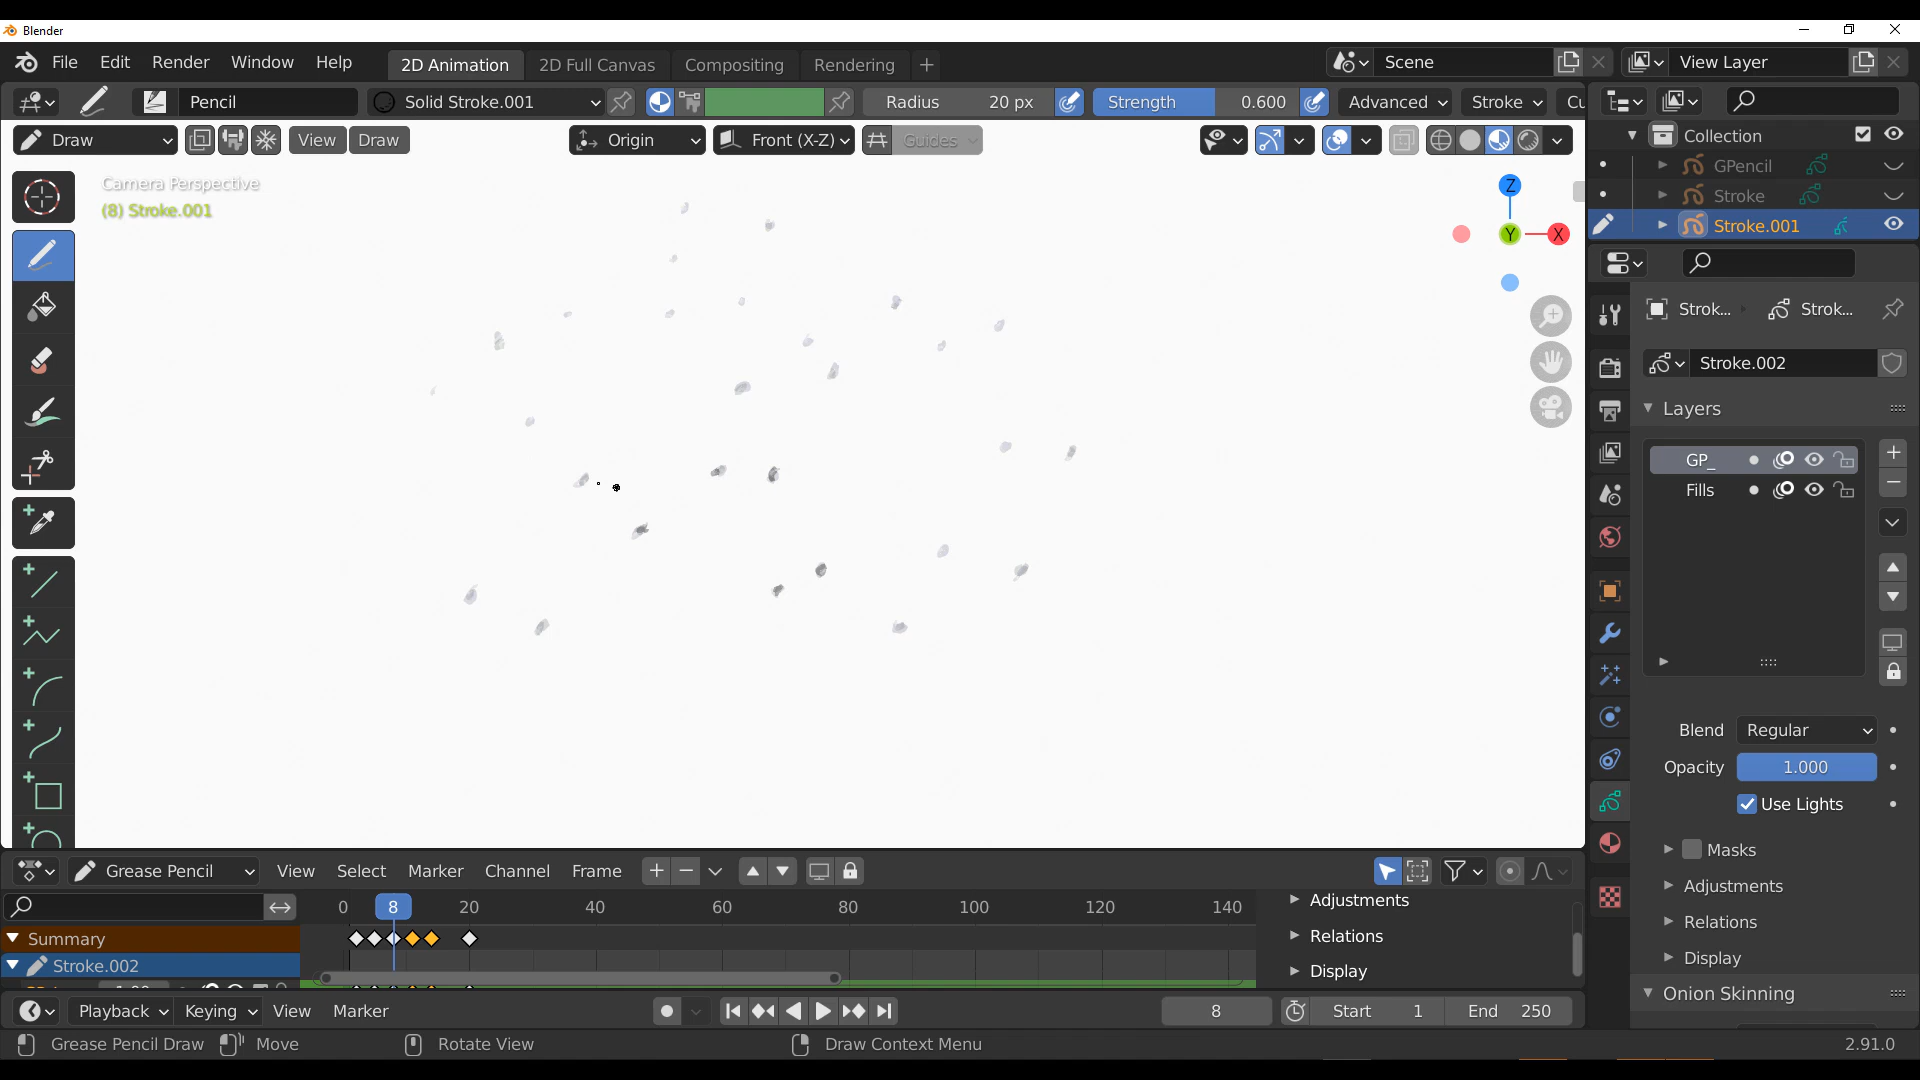 Blender
File Edit Render Window Help 2D Animation 2D Full Canvas Compositing Rendering Scene View Layer
Pencil Solid Stroke.001 Radius 20 px Strength 0.600 Advanced Stroke Cu
Draw View Draw Origin Front (X-Z) Guides
Camera Perspective
(8) Stroke.001
Z
Y X
Collection
GPencil
Stroke
Stroke.001
Strok... Strok...
Stroke.002
Layers
GP_
Fills
Blend Regular
Opacity 1.000
Use Lights
Masks
Adjustments
Relations
Display
Onion Skinning
Grease Pencil View Select Marker Channel Frame
0 8 20 40 60 80 100 120 140
Summary
Stroke.002
Adjustments
Relations
Display
Playback Keying View Marker 8 Start 1 End 250
Grease Pencil Draw Move Rotate View Draw Context Menu 2.91.0